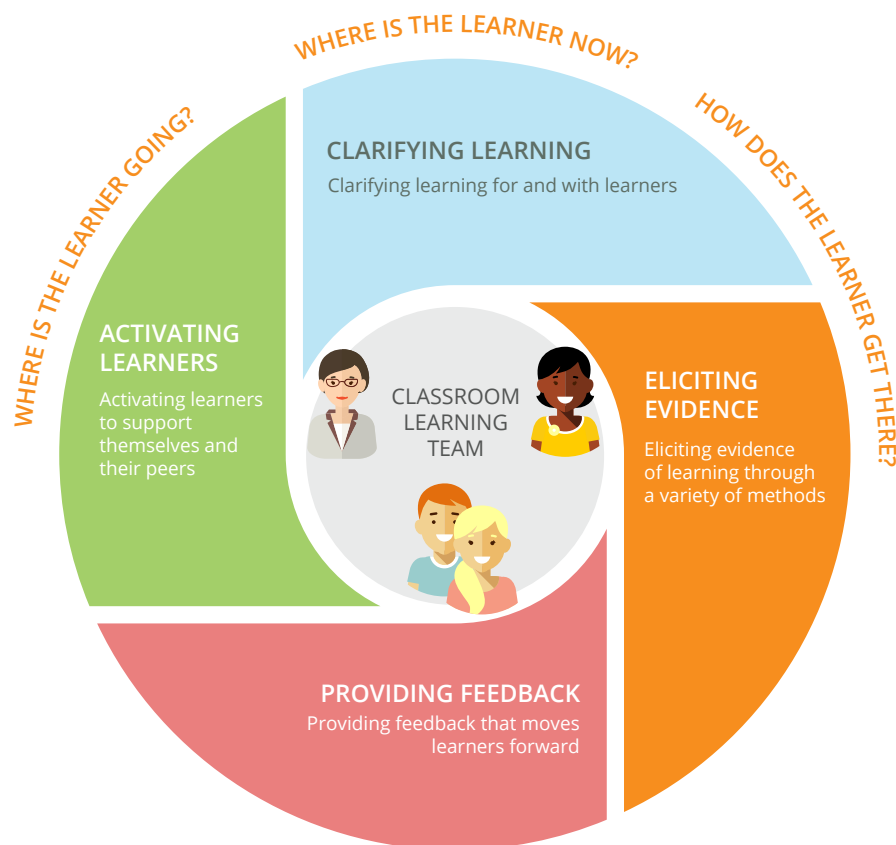 WHERE IS THE LEARNER GOING?
WHERE IS THE LEARNER NOW?
HOW DOES THE LEARNER GET THERE?
CLARIFYING LEARNING
Clarifying learning for and with learners
ACTIVATING
LEARNERS
Activating learners
to support
themselves and
their peers
CLASSROOM
LEARNING
TEAM
ELICITING
EVIDENCE
Eliciting evidence
of learning through
a variety of methods
PROVIDING FEEDBACK
Providing feedback that moves
learners forward